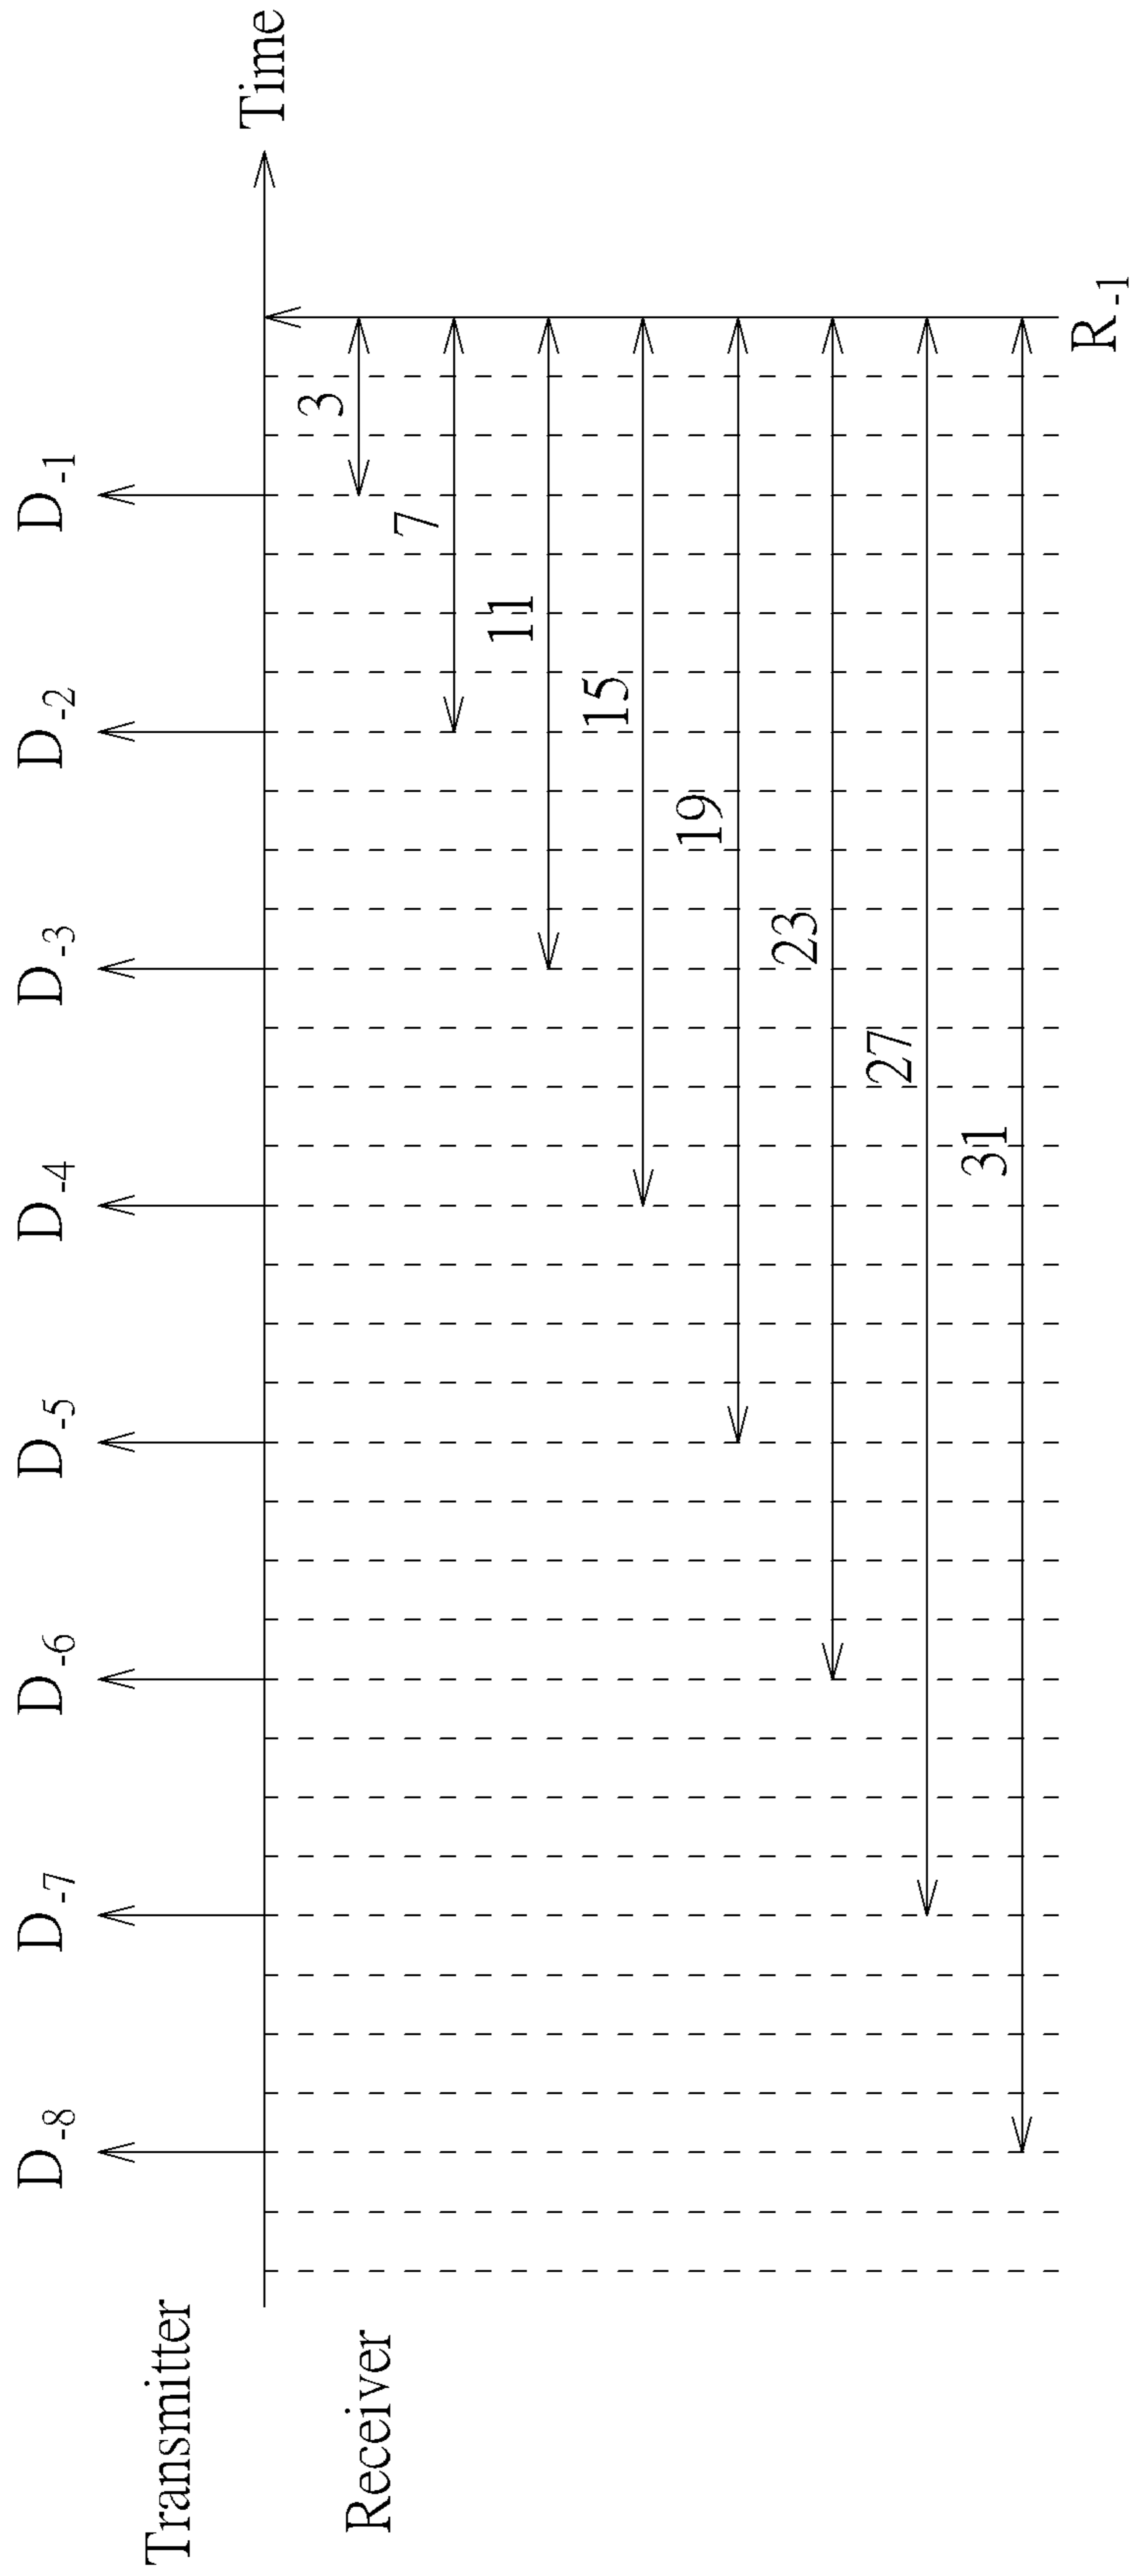 Transmitter
Receiver
D-8
D-7
D-6
D-5
D-4
D-3
D-2
D-1
Time
3
7
11
15
19
23
27
31
R-1